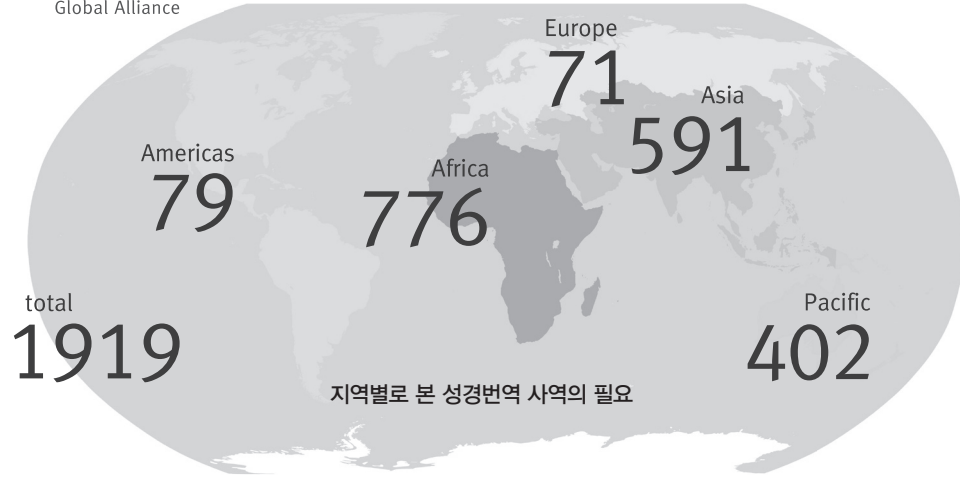 Global Alliance
Europe
71
Asia
591
Americas
79
Africa
776
total
1919
Pacific
402
지역별로 본 성경번역 사역의 필요